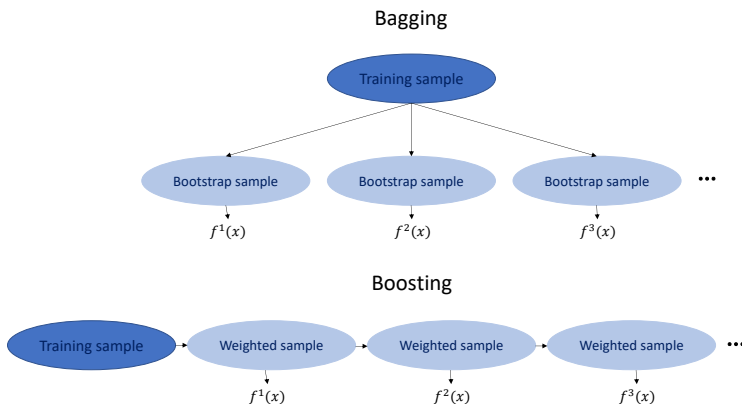 Bagging
Training sample
Bootstrap sample Bootstrap sample Bootstrap sample •••
f¹(x) f²(x) f³(x)
Boosting
Training sample Weighted sample Weighted sample Weighted sample •••
f¹(x) f²(x) f³(x)